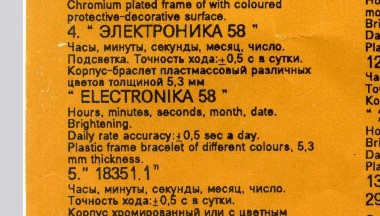 Chromium plated frame of with coloured
protective-decorative surface.
4. "ЭЛЕКТРОНИКА 58"
Часы, минуты, секунды, месяц, число.
Подсветка. Точность хода:±0,5 с в сутки.
Корпус-браслет пластмассовый различных
цветов толщиной 5,3 мм
"ELECTRONIKA 58"
Hours, minutes, seconds, month, date.
Brightening.
Daily rate accuracy:±0,5 sec a day.
Plastic frame bracelet of different colours, 5,3
mm thickness.
5."18351.1"
Часы, минуты, секунды, месяц, число.
Точность хода:±0,5 с в сутки.
Корпус хромированный или с цветным